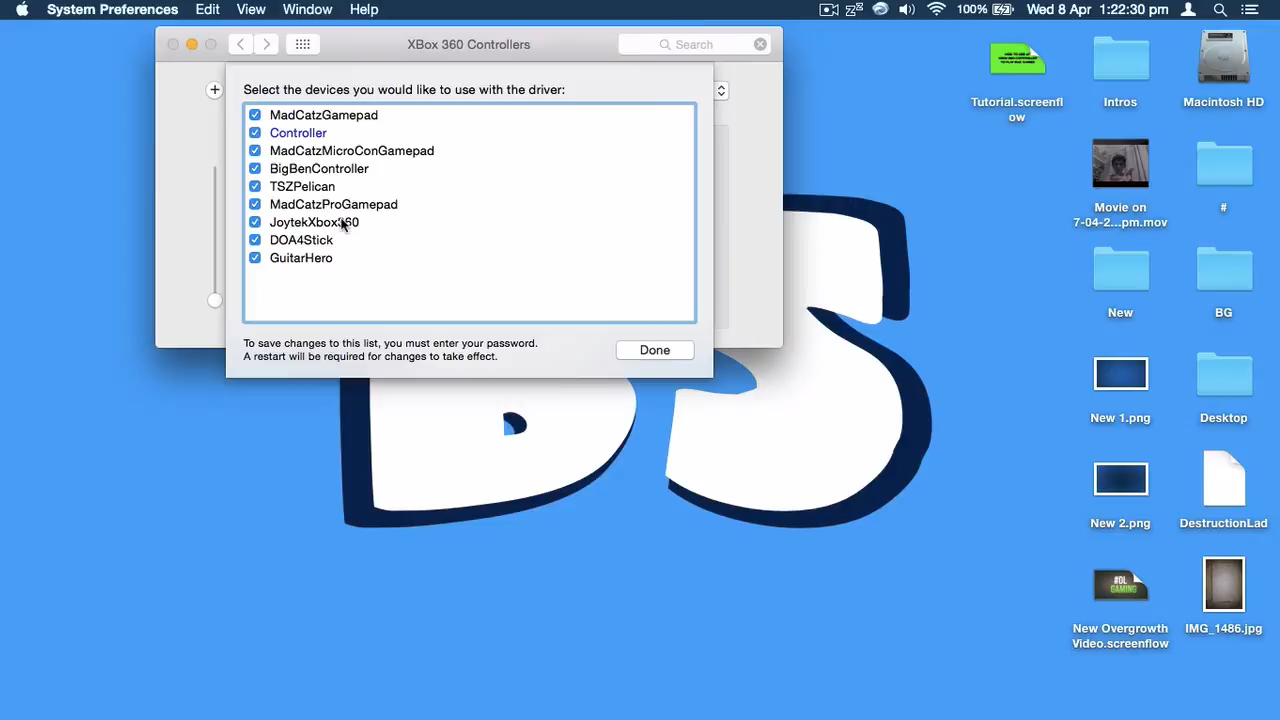 System Preferences Edit View Window Help
100% Wed 8 Apr 1:22:30 pm
XBox 360 Controllers
Search
Select the devices you would like to use with the driver:
MadCatzGamepad
Controller
MadCatzMicroConGamepad
BigBenController
TSZPelican
MadCatzProGamepad
JoytekXbox360
DOA4Stick
GuitarHero
To save changes to this list, you must enter your password.
A restart will be required for changes to take effect.
Done
Tutorial.screenfl
ow
Intros
Macintosh HD
Movie on
7-04-2...pm.mov
#
New
BG
New 1.png
Desktop
New 2.png
DestructionLad
#DL
GAMING
New Overgrowth
Video.screenflow
IMG_1486.jpg